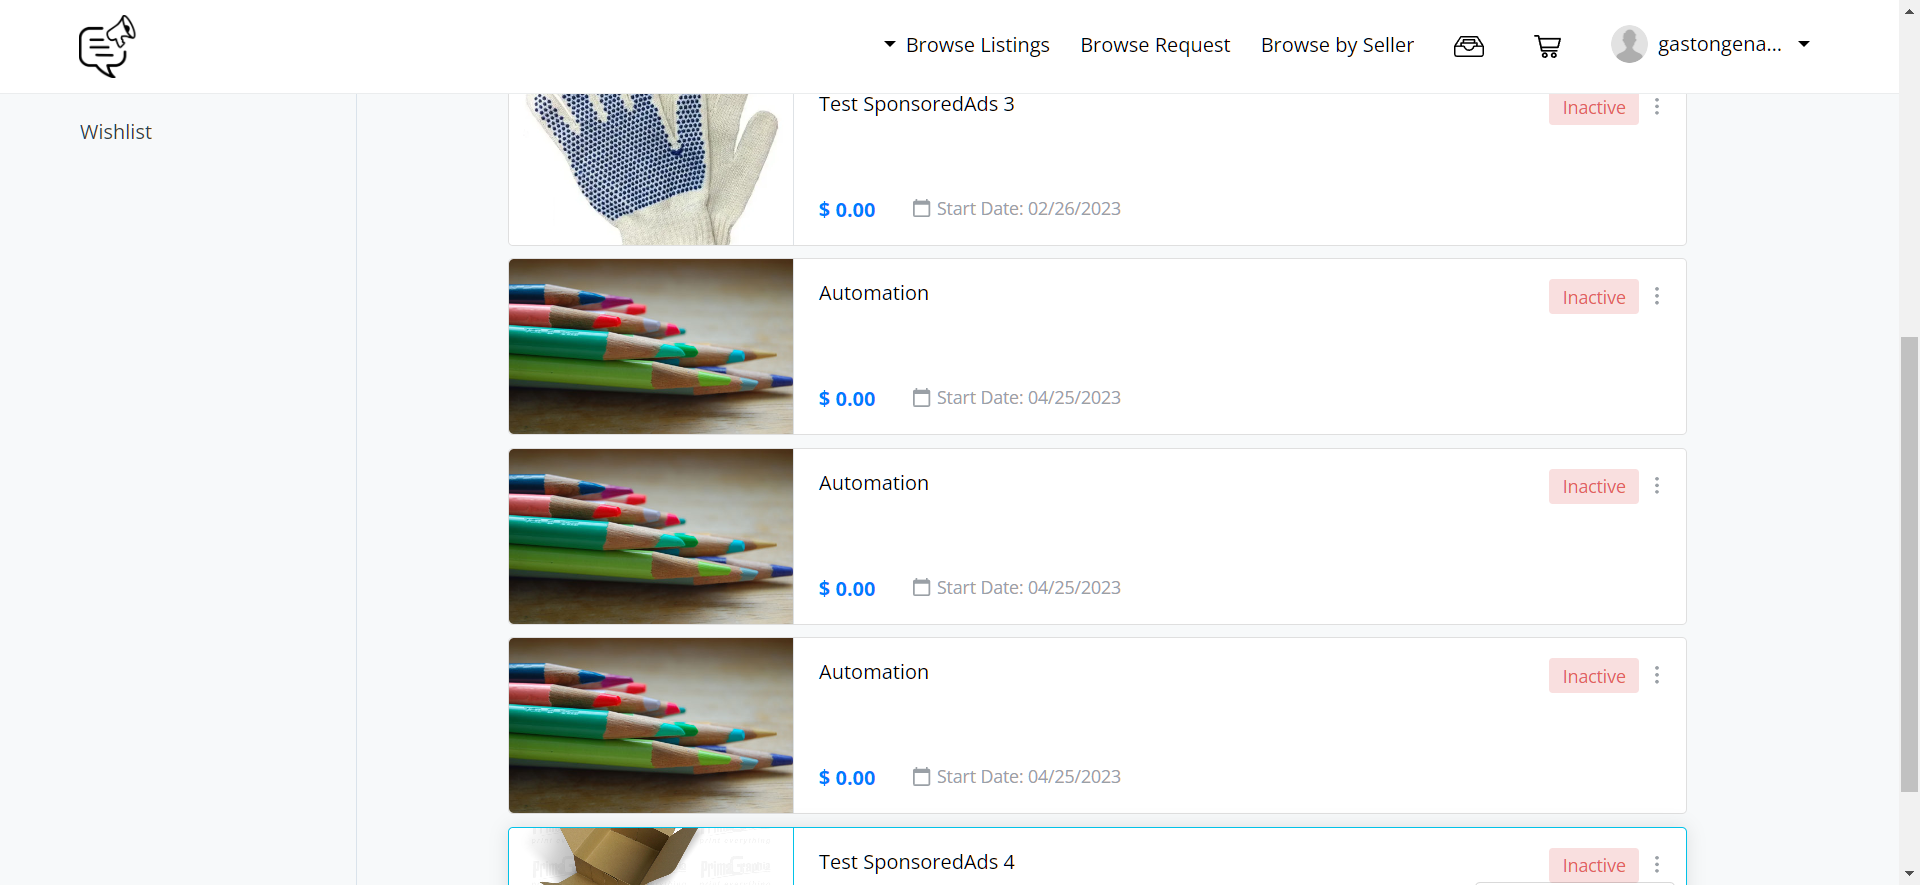 Browse Listings Browse Request Browse by Seller gastongena...
Wishlist
Test SponsoredAds 3 Inactive
$ 0.00 Start Date: 02/26/2023
Automation Inactive
$ 0.00 Start Date: 04/25/2023
Automation Inactive
$ 0.00 Start Date: 04/25/2023
Automation Inactive
$ 0.00 Start Date: 04/25/2023
Test SponsoredAds 4 Inactive